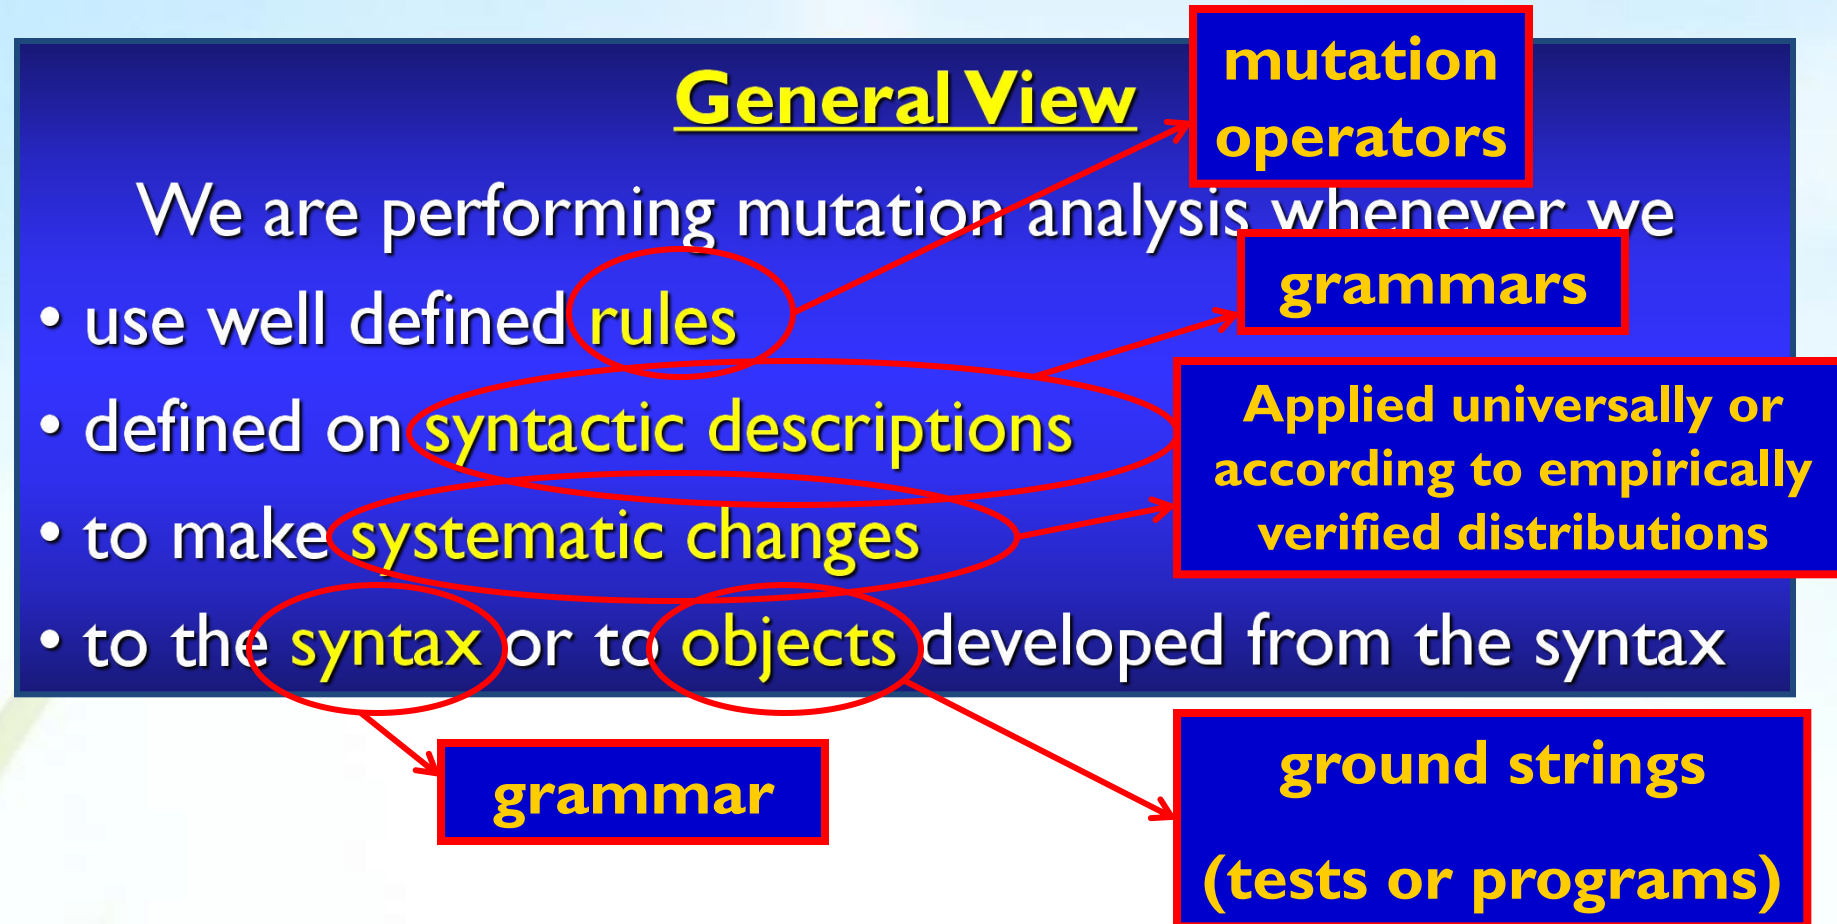 mutation
operators
General View
We are performing mutation analysis whenever we
grammars
• use well defined rules
Applied universally or
according to empirically
verified distributions
• defined on syntactic descriptions
• to make systematic changes
• to the syntax or to objects developed from the syntax
grammar
ground strings
(tests or programs)